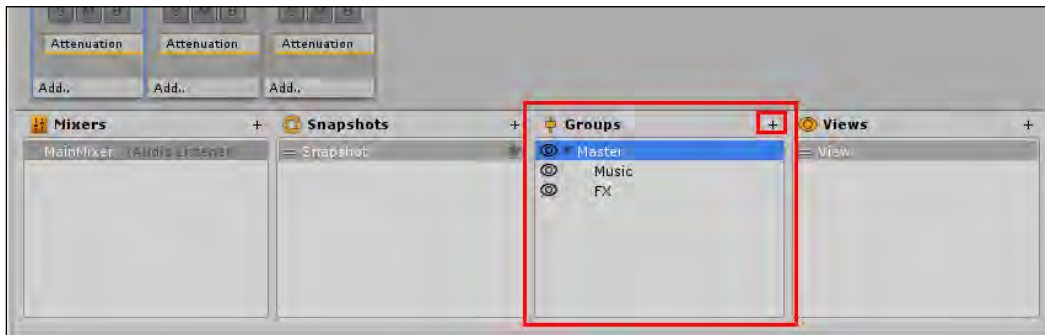 S M B S M B S M B
Attenuation Attenuation Attenuation
Add.. Add.. Add..
Mixers + Snapshots + Groups + Views +
MainMixer (Audio Listener Snapshot Master View
Music
FX